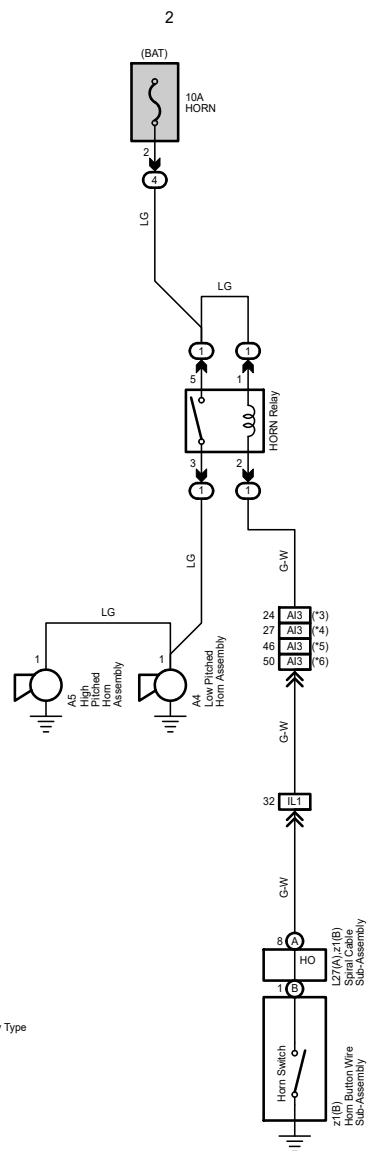 2
(BAT)
10A
HORN
2
4
LG
LG
1 1
5 1
HORN Relay
3 2
1 1
LG
G-W
LG
24 AI3 (*3)
27 AI3 (*4)
46 AI3 (*5)
50 AI3 (*6)
1
A5
High
Pitched
Horn
Assembly
1
A4
Low Pitched
Horn Assembly
G-W
32 IL1
G-W
8 A
HO
L27(A),z1(B)
Spiral Cable
Sub-Assembly
1 B
y Type
Horn Switch
z1(B)
Horn Button Wire
Sub-Assembly